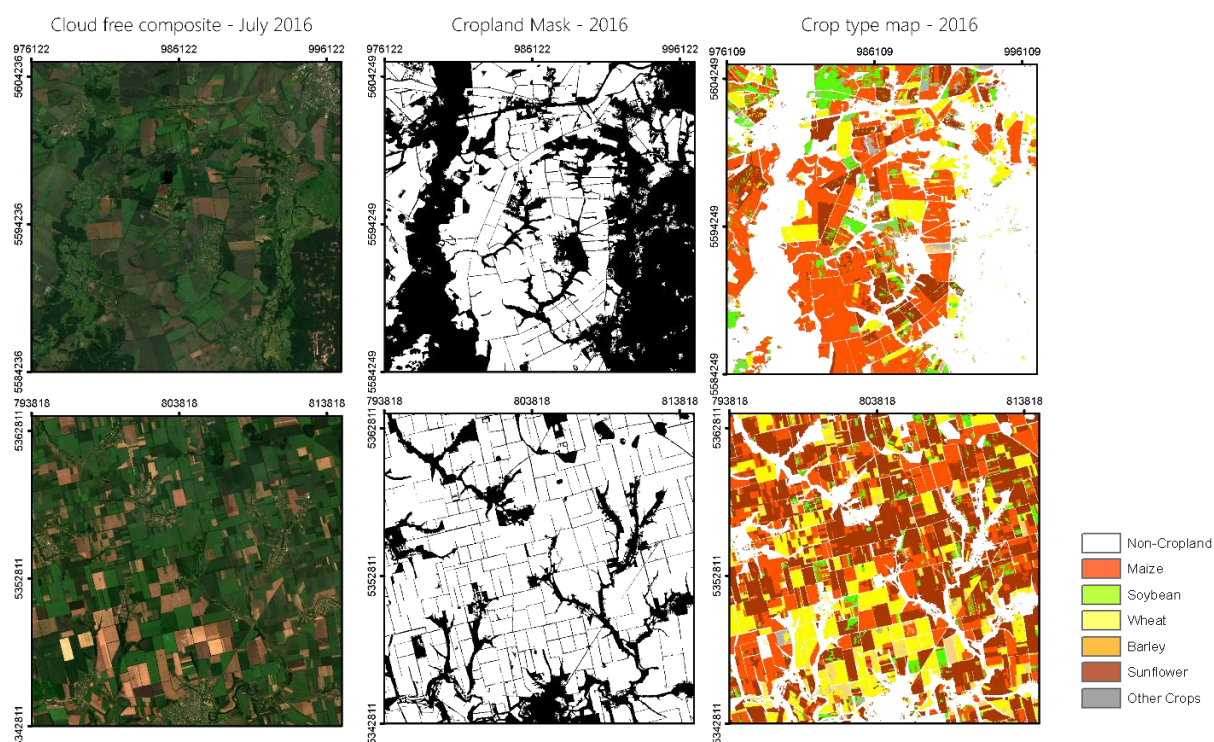 Cloud free composite - July 2016
Cropland Mask - 2016
Crop type map - 2016
976122 986122 996122
976122 986122 996122
976109 986109 996109
5604236
5594236
5584236
5604249
5594249
5584249
5604249
5594249
5584249
793818 803818 813818
793818 803818 813818
793818 803818 813818
5362811
5352811
5342811
5362811
5352811
5342811
5362811
5352811
5342811
Non-Cropland
Maize
Soybean
Wheat
Barley
Sunflower
Other Crops